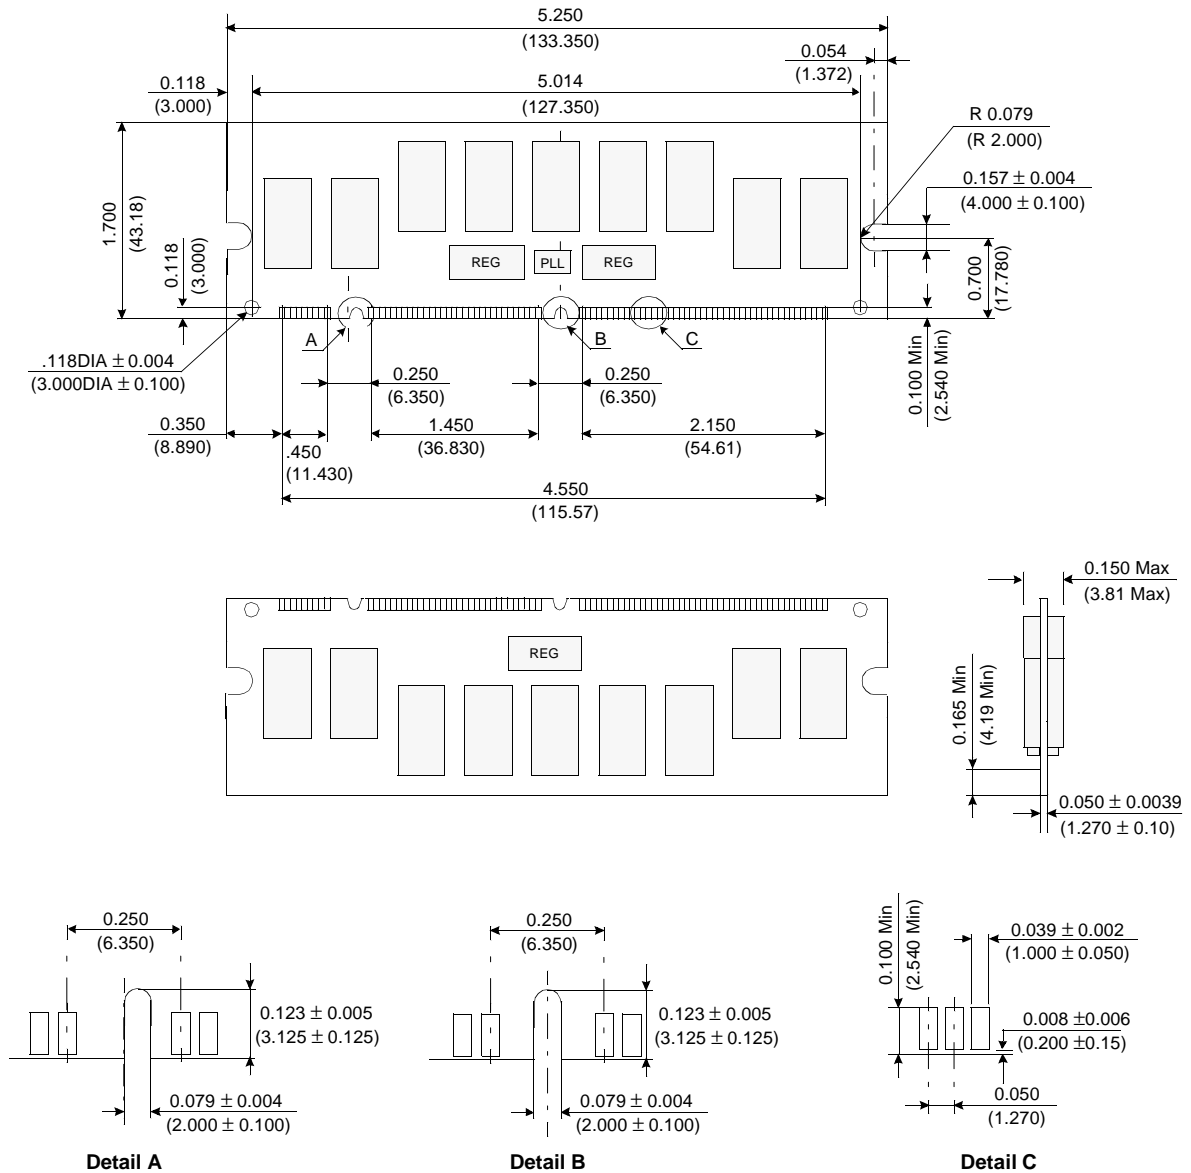 5.250
(133.350)
0.054
(1.372)
0.118
(3.000)
5.014
(127.350)
R 0.079
(R 2.000)
0.157 ± 0.004
(4.000 ± 0.100)
1.700
(43.18)
0.118
(3.000)
REG
PLL
REG
0.700
(17.780)
A
B
C
.118DIA ± 0.004
(3.000DIA ± 0.100)
0.250
(6.350)
0.250
(6.350)
0.100 Min
(2.540 Min)
0.350
(8.890)
.450
(11.430)
1.450
(36.830)
2.150
(54.61)
4.550
(115.57)
0.150 Max
(3.81 Max)
REG
0.165 Min
(4.19 Min)
0.050 ± 0.0039
(1.270 ± 0.10)
0.250
(6.350)
0.123 ± 0.005
(3.125 ± 0.125)
0.079 ± 0.004
(2.000 ± 0.100)
Detail A
0.250
(6.350)
0.123 ± 0.005
(3.125 ± 0.125)
0.079 ± 0.004
(2.000 ± 0.100)
Detail B
0.100 Min
(2.540 Min)
0.039 ± 0.002
(1.000 ± 0.050)
0.008 ±0.006
(0.200 ±0.15)
0.050
(1.270)
Detail C